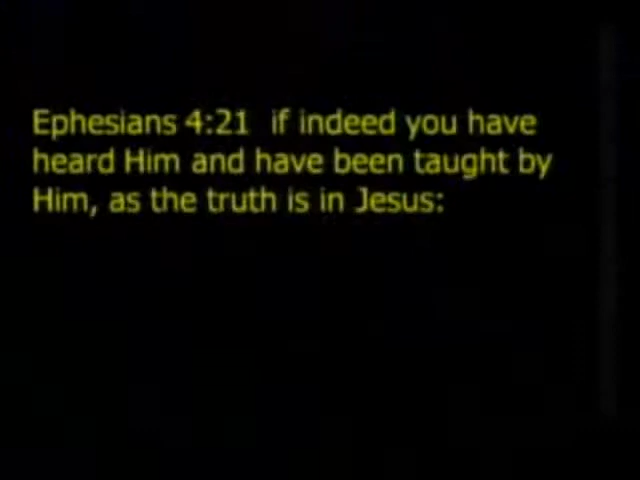 Ephesians 4:21  if indeed you have
heard Him and have been taught by
Him, as the truth is in Jesus: